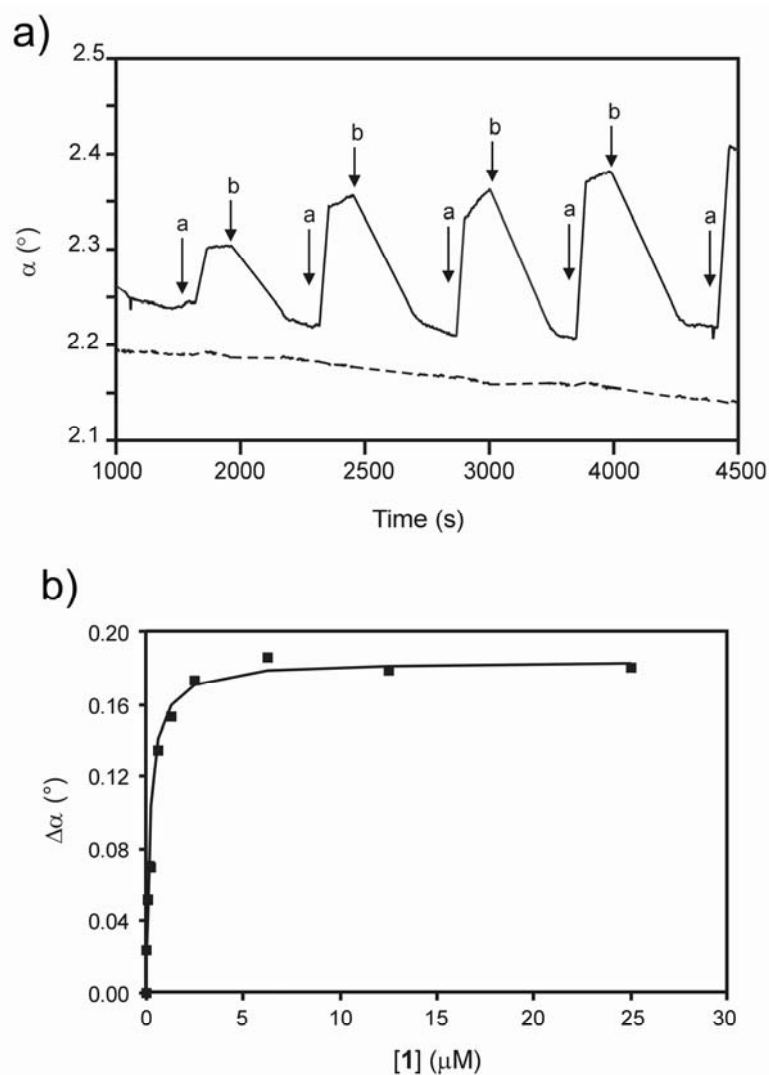 a)
2.5
2.4
2.3
2.2
2.1
α (°)
a b a b a b a b a
1000 2000 2500 3000 4000 4500
Time (s)
b)
0.20
0.16
0.12
0.08
0.04
0.00
Δα (°)
0 5 10 15 20 25 30
[1] (μM)